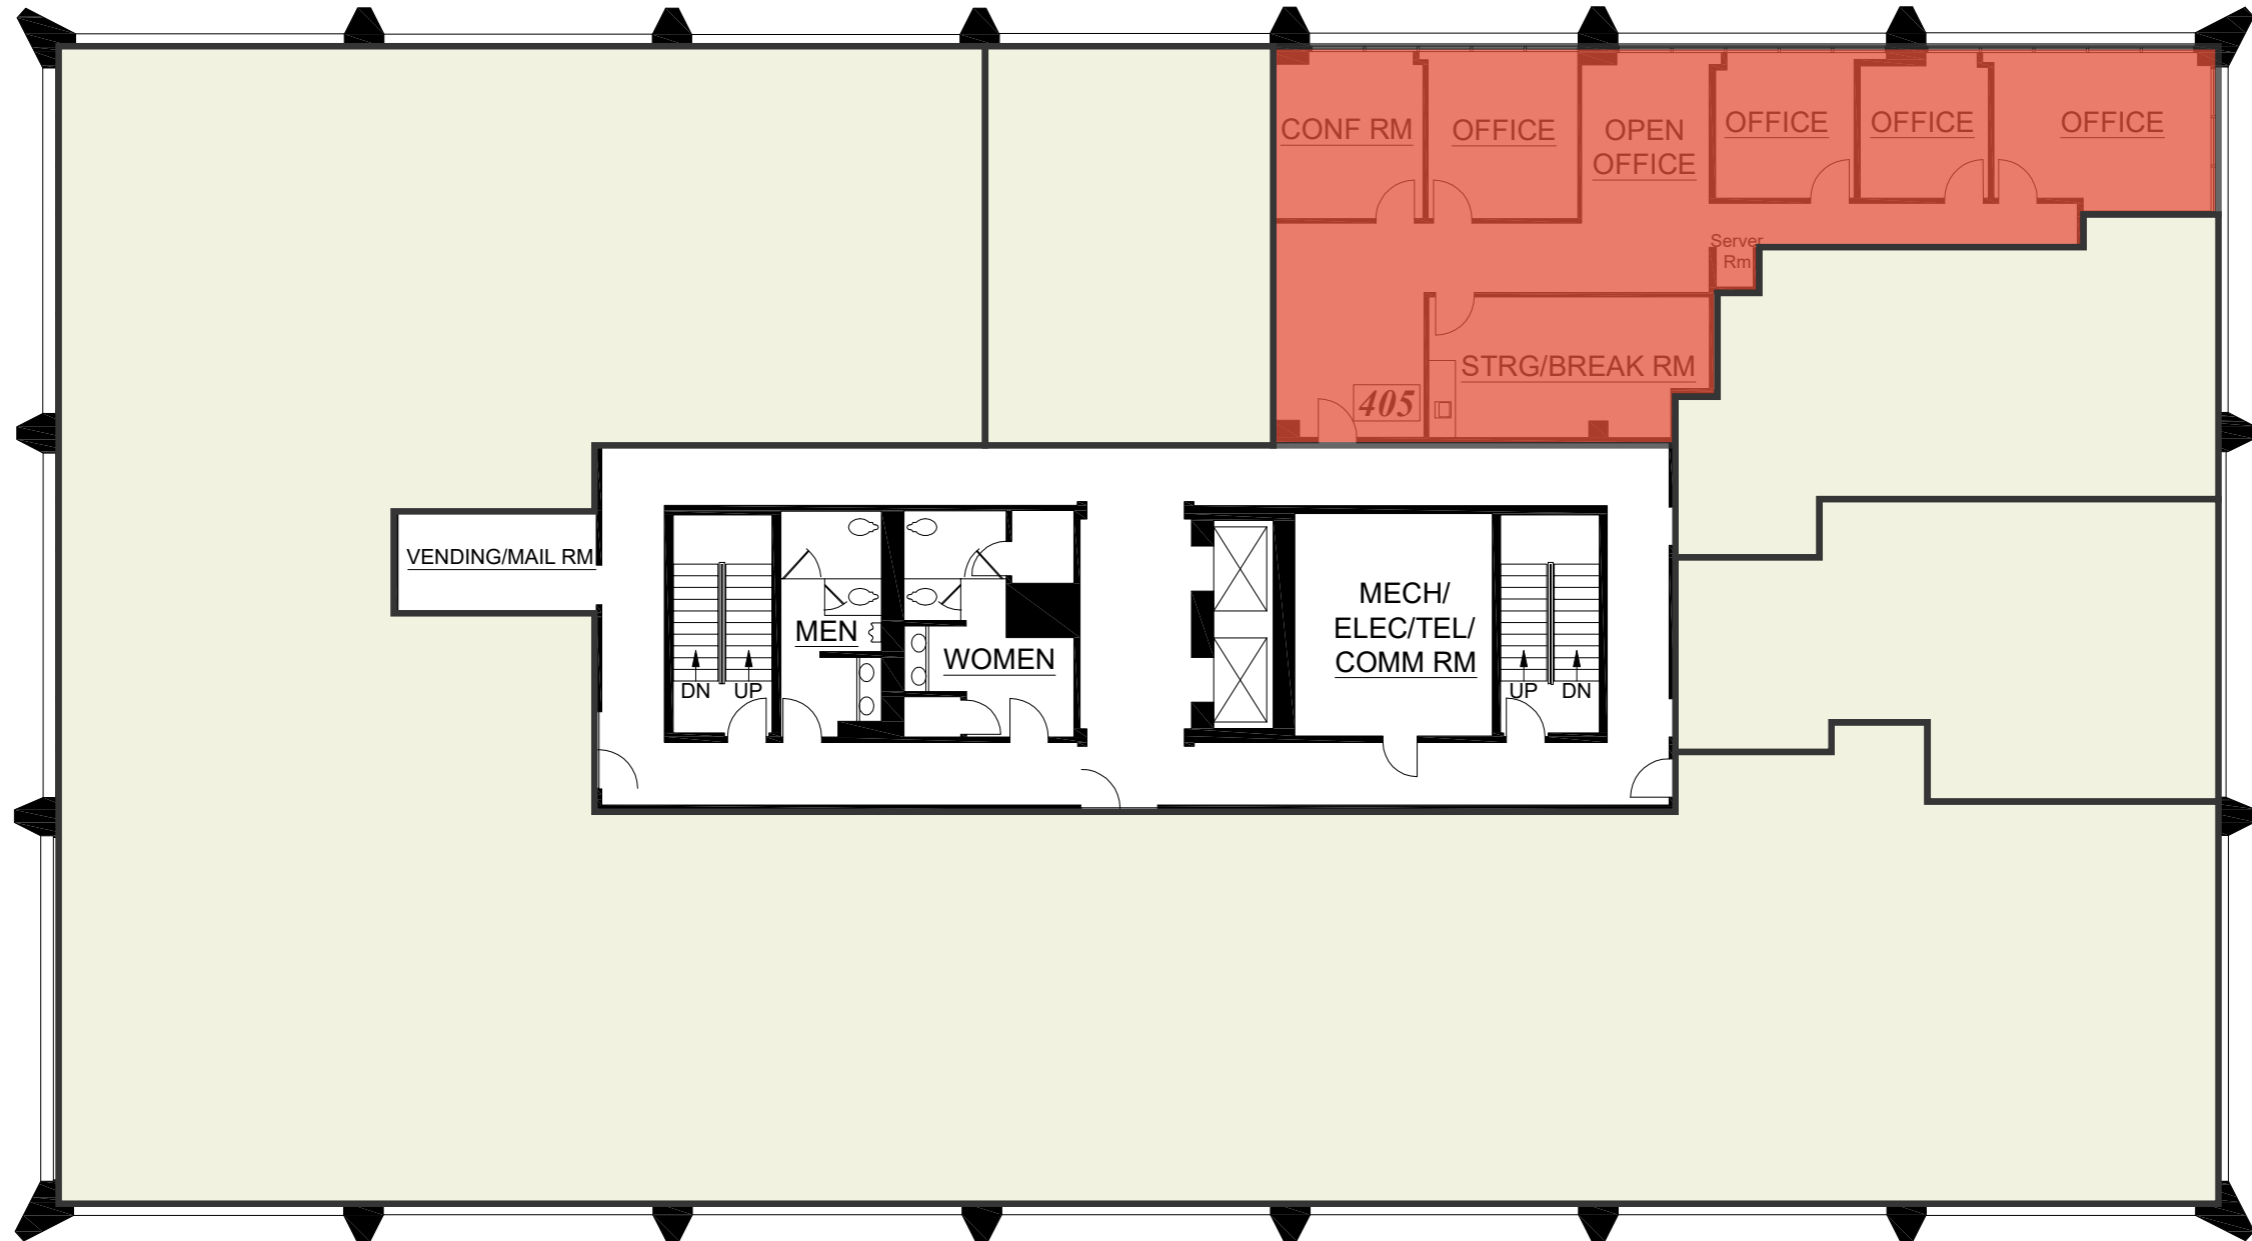 CONF RM
OFFICE
OPEN
OFFICE
OFFICE
OFFICE
OFFICE
Server
Rm
STRG/BREAK RM
405
VENDING/MAIL RM
MEN
WOMEN
DN
UP
MECH/
ELEC/TEL/
COMM RM
UP
DN